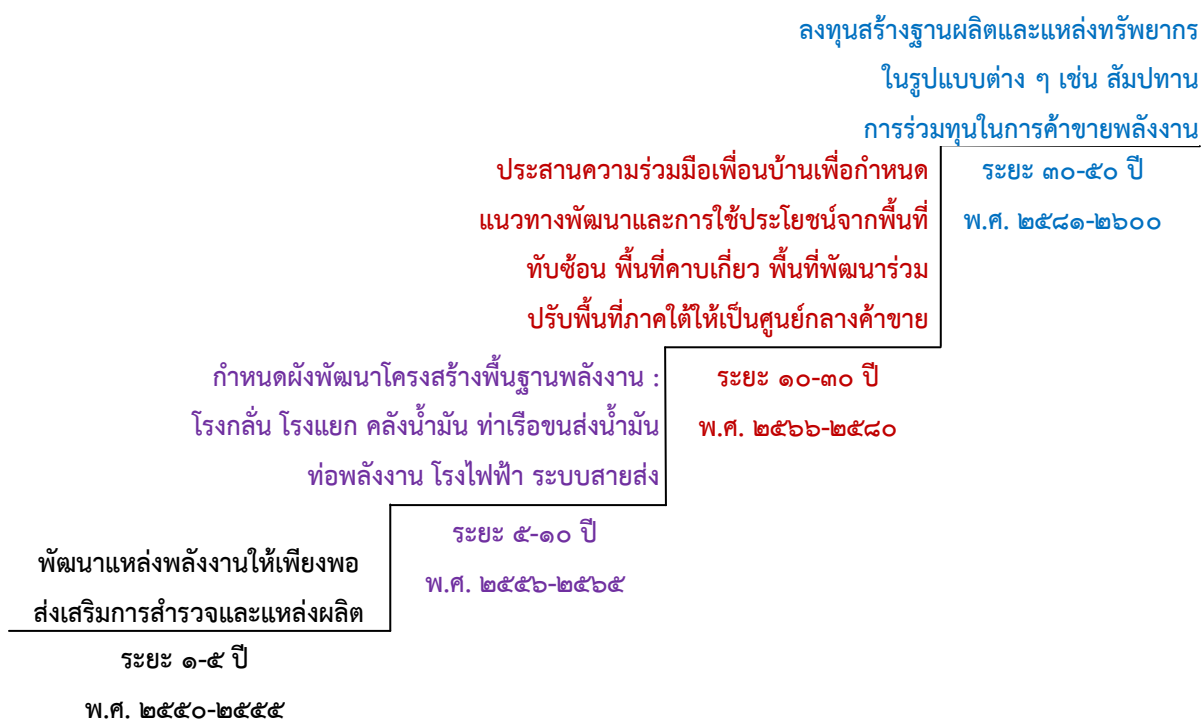 ลงทุนสร้างฐานผลิตและแหล่งทรัพยากร
ในรูปแบบต่าง ๆ เช่น สัมปทาน
การร่วมทุนในการค้าขายพลังงาน
ระยะ ๓๐-๕๐ ปี
พ.ศ. ๒๕๘๑-๒๖๐๐
ประสานความร่วมมือเพื่อนบ้านเพื่อกำหนด
แนวทางพัฒนาและการใช้ประโยชน์จากพื้นที่
ทับซ้อน พื้นที่คาบเกี่ยว พื้นที่พัฒนาร่วม
ปรับพื้นที่ภาคใต้ให้เป็นศูนย์กลางค้าขาย
ระยะ ๑๐-๓๐ ปี
พ.ศ. ๒๕๖๖-๒๕๘๐
กำหนดผังพัฒนาโครงสร้างพื้นฐานพลังงาน :
โรงกลั่น โรงแยก คลังน้ำมัน ท่าเรือขนส่งน้ำมัน
ท่อพลังงาน โรงไฟฟ้า ระบบสายส่ง
ระยะ ๕-๑๐ ปี
พ.ศ. ๒๕๕๖-๒๕๖๕
พัฒนาแหล่งพลังงานให้เพียงพอ
ส่งเสริมการสำรวจและแหล่งผลิต
ระยะ ๑-๕ ปี
พ.ศ. ๒๕๕๐-๒๕๕๕